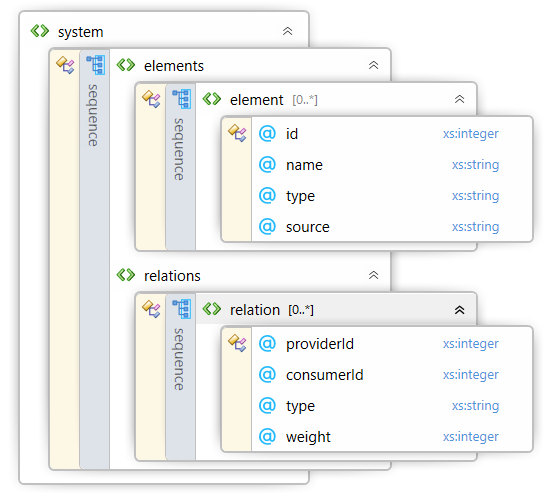 system
sequence
elements
sequence
element [0..*]
@ id xs:integer
@ name xs:string
@ type xs:string
@ source xs:string
relations
sequence
relation [0..*]
@ providerId xs:integer
@ consumerId xs:integer
@ type xs:string
@ weight xs:integer